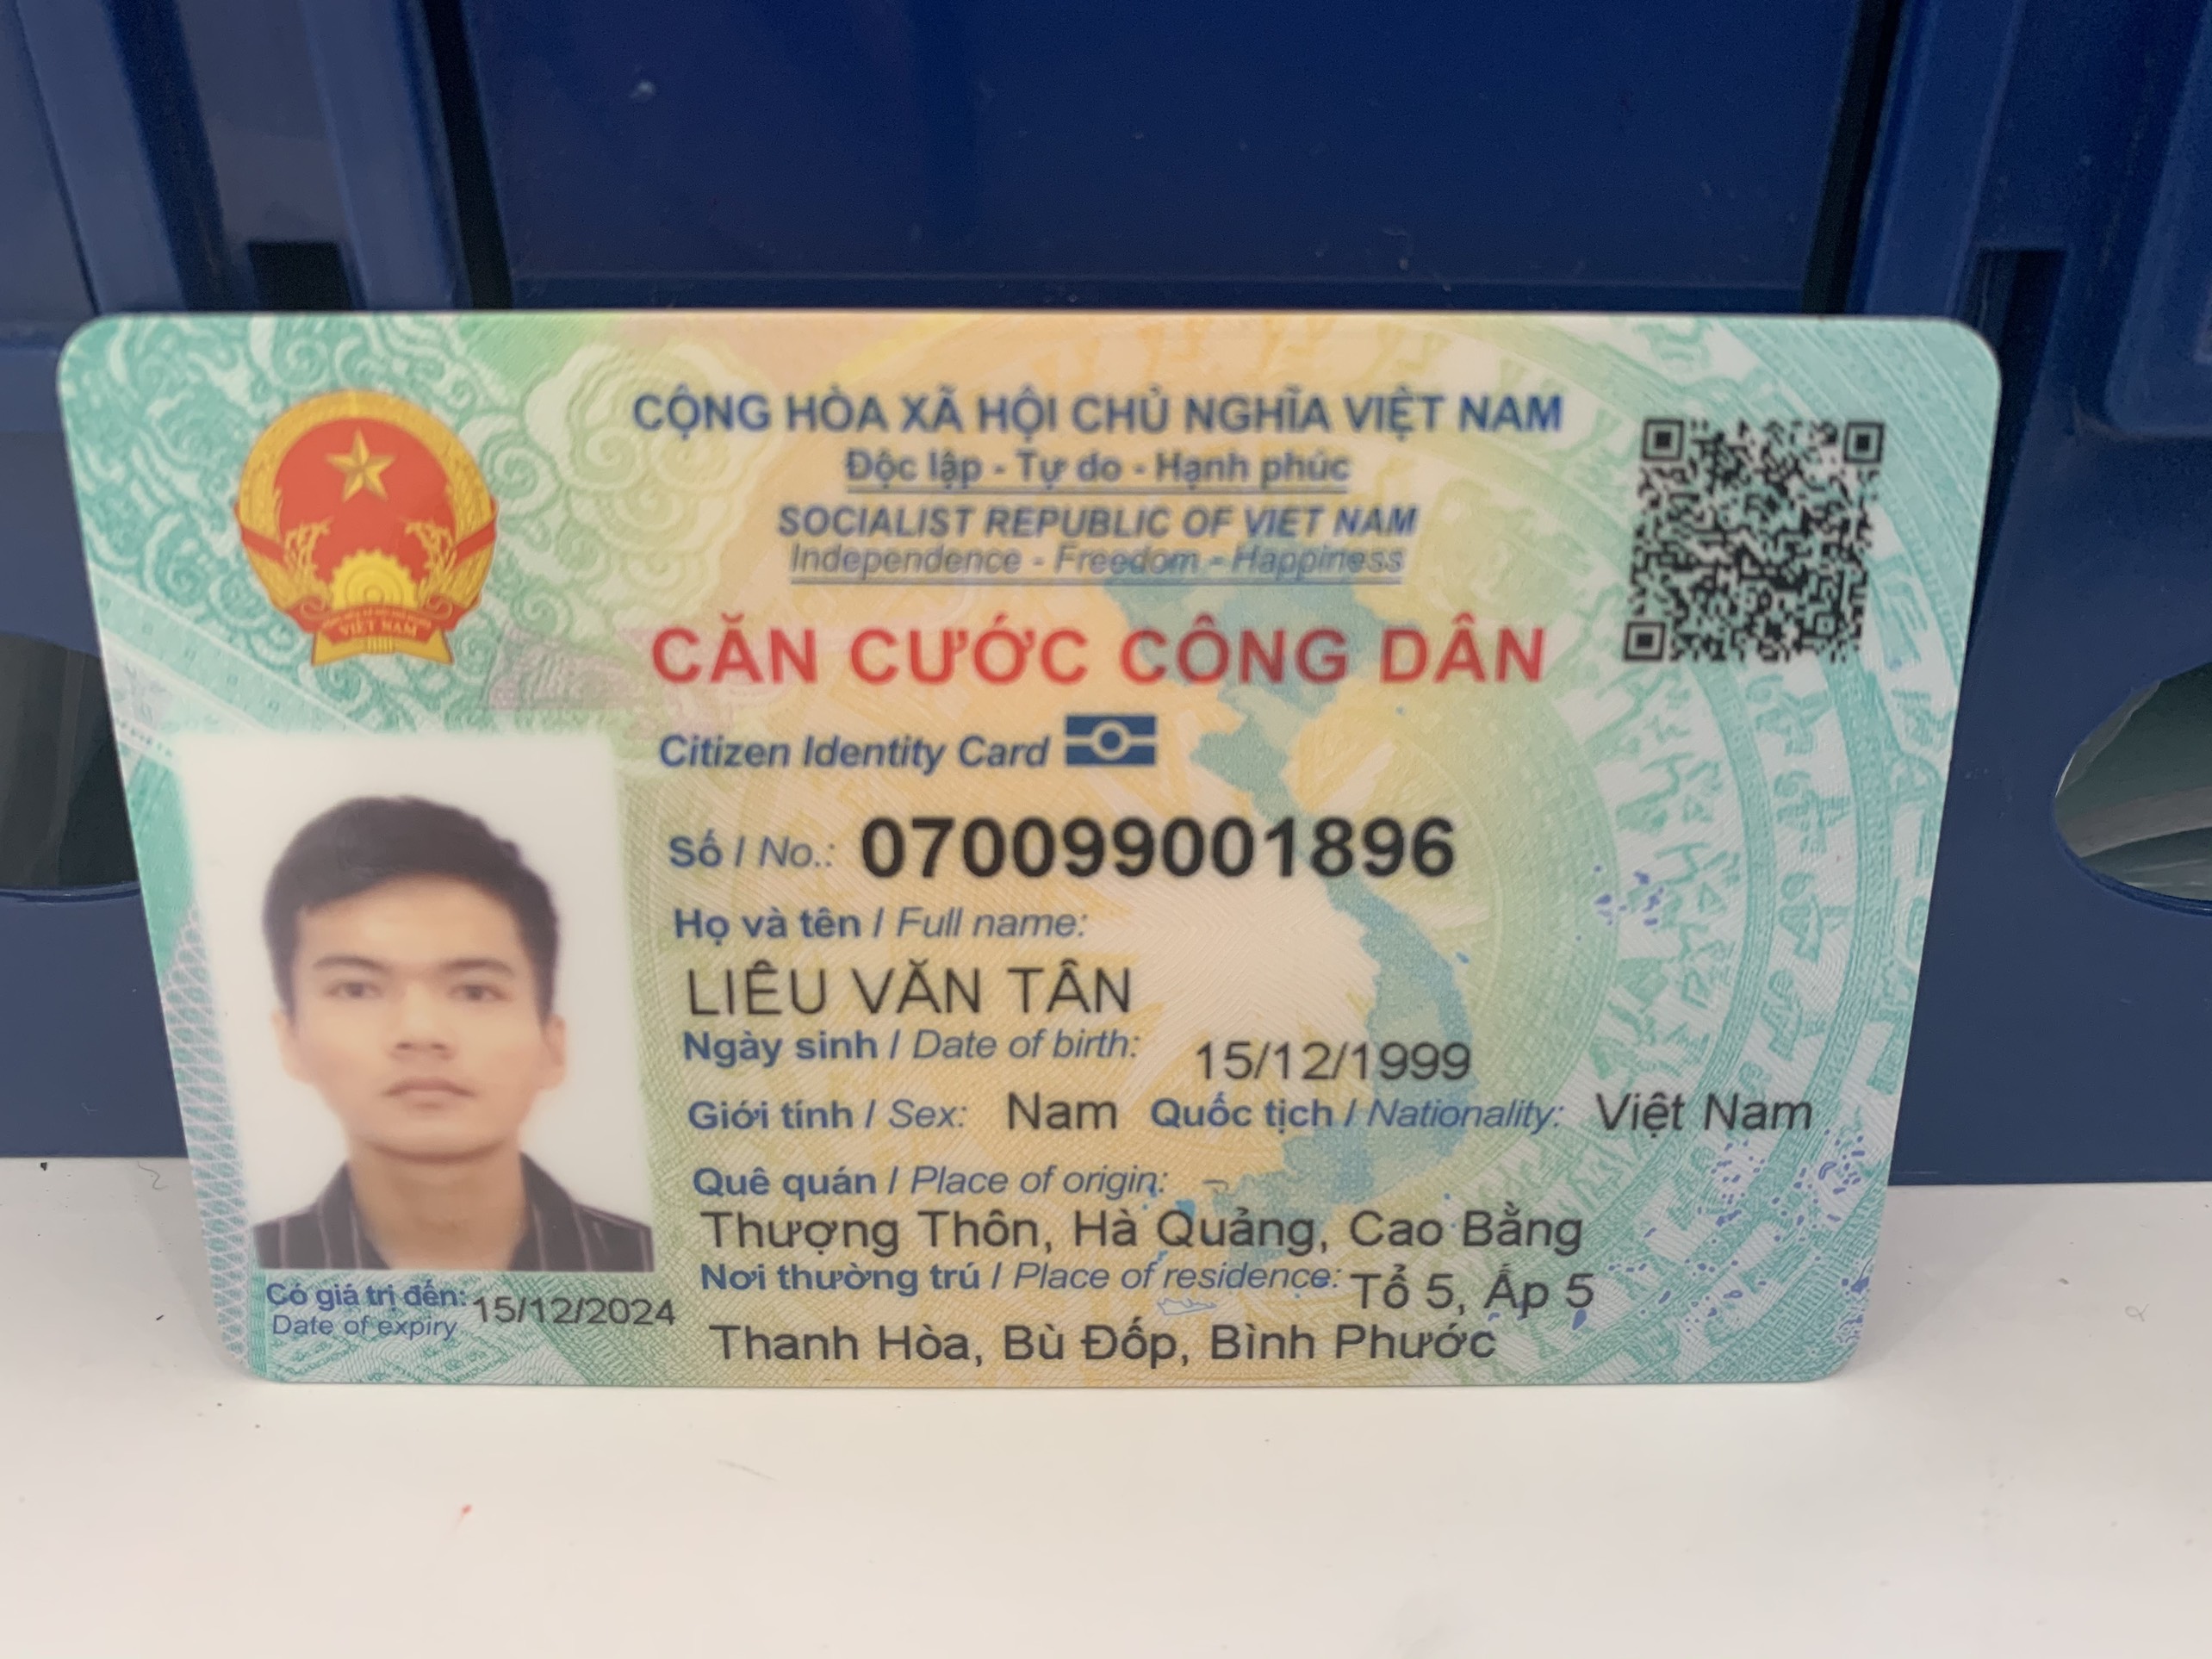 CỘNG HÒA XÃ HỘI CHỦ NGHĨA VIỆT NAM
Độc lập - Tự do - Hạnh phúc
SOCIALIST REPUBLIC OF VIET NAM
Independence - Freedom - Happiness
CĂN CƯỚC CÔNG DÂN
Citizen Identity Card
Số / No.: 070099001896
Họ và tên / Full name:
LIÊU VĂN TÂN
Ngày sinh / Date of birth: 15/12/1999
Giới tính / Sex: Nam Quốc tịch / Nationality: Việt Nam
Quê quán / Place of origin:
Thượng Thôn, Hà Quảng, Cao Bằng
Nơi thường trú / Place of residence: Tổ 5, Ấp 5
Thanh Hòa, Bù Đốp, Bình Phước
Có giá trị đến: 15/12/2024
Date of expiry
VIỆT NAM